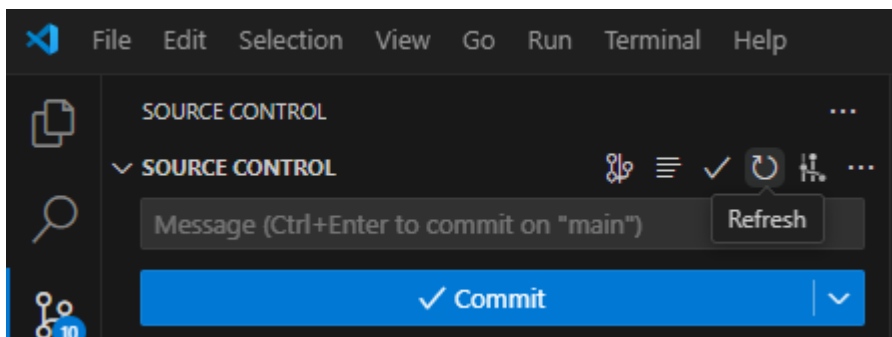 File Edit Selection View Go Run Terminal Help
SOURCE CONTROL
SOURCE CONTROL
Message (Ctrl+Enter to commit on "main")
Refresh
Commit
10